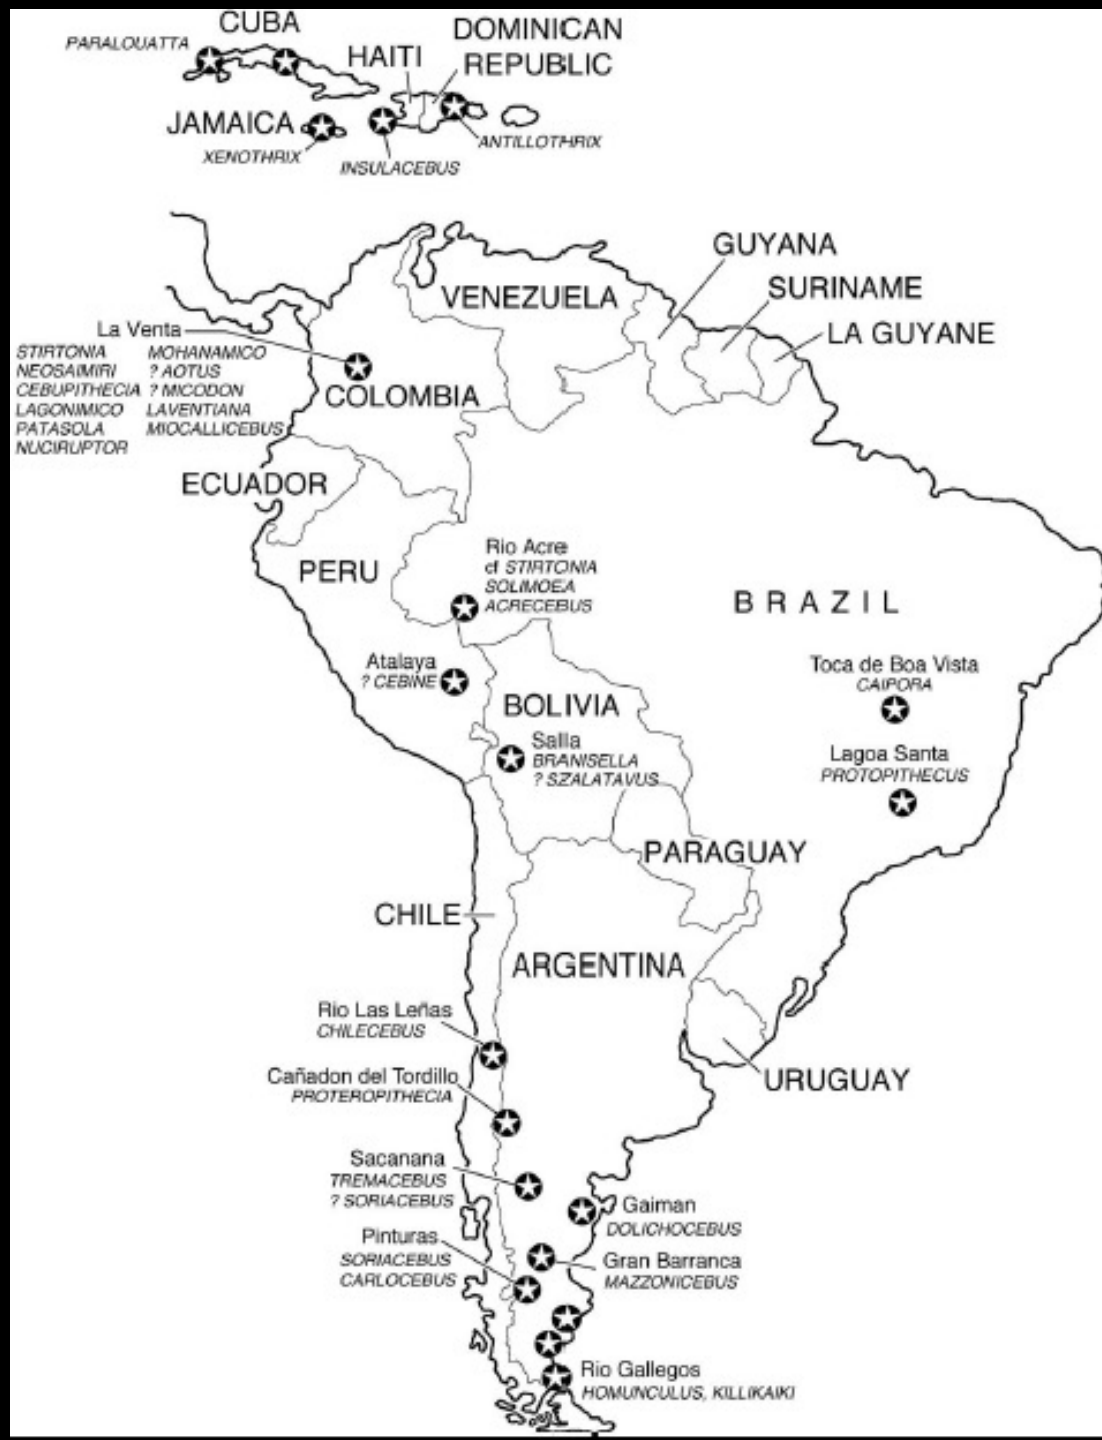 CUBA
PARALOUATTA
HAITI
DOMINICAN
REPUBLIC
JAMAICA
XENOTHRIX
INSULACEBUS
ANTILLOTHRIX
GUYANA
SURINAME
LA GUYANE
VENEZUELA
La Venta
STIRTONIA MOHANAMICO
NEOSAIMIRI ? AOTUS
CEBUPITHECIA ? MICODON
LAGONIMICO LAVENTIANA
PATASOLA MIOCALLICEBUS
NUCIRUPTOR
COLOMBIA
ECUADOR
PERU
Rio Acre
cf STIRTONIA
SOLIMOEA
ACRECEBUS
BRAZIL
Atalaya
? CEBINE
Toca de Boa Vista
CAIPORA
BOLIVIA
Salla
BRANISELLA
? SZALATAVUS
Lagoa Santa
PROTOPITHECUS
PARAGUAY
CHILE
ARGENTINA
Rio Las Leñas
CHILECEBUS
Cañadon del Tordillo
PROTEROPITHECIA
URUGUAY
Sacanana
TREMACEBUS
? SORIACEBUS
Gaiman
DOLICHOCEBUS
Pinturas
SORIACEBUS
CARLOCEBUS
Gran Barranca
MAZZONICEBUS
Rio Gallegos
HOMUNCULUS, KILLIKAIKI